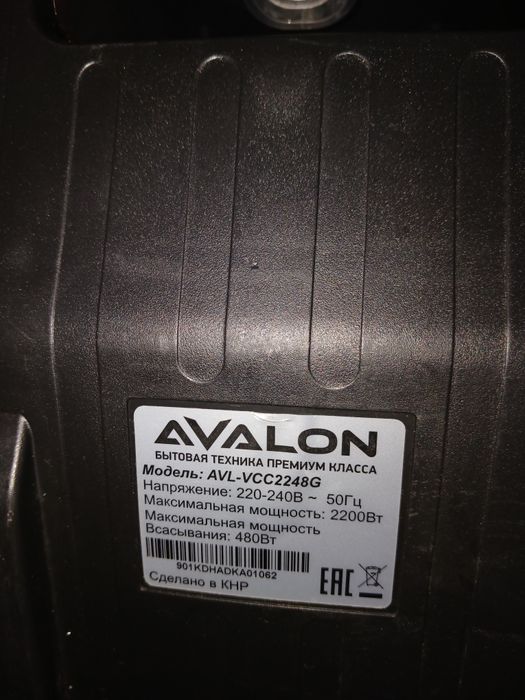 AVALON
БЫТОВАЯ ТЕХНИКА ПРЕМИУМ КЛАССА
Модель: AVL-VCC2248G
Напряжение: 220-240В ~ 50Гц
Максимальная мощность: 2200Вт
Максимальная мощность
Всасывания: 480Вт
901KDHADKA01062
Сделано в КНР
EAC